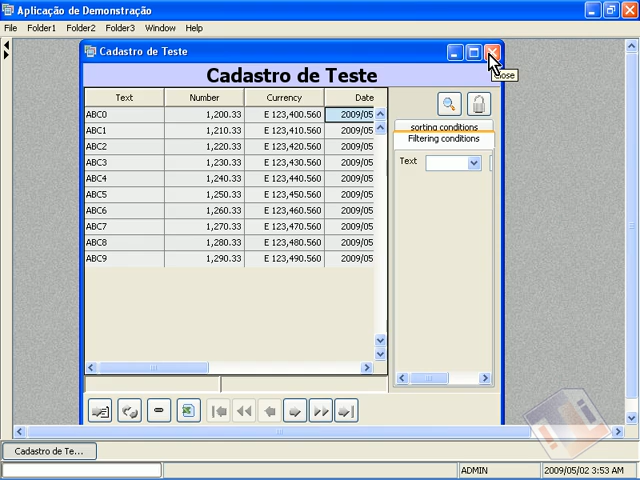 Aplicação de Demonstração
File Folder1 Folder2 Folder3 Window Help
Cadastro de Teste
Close
Cadastro de Teste
Text Number Currency Date
ABC0 1,200.33 E 123,400.560 2009/05
ABC1 1,210.33 E 123,410.560 2009/05
ABC2 1,220.33 E 123,420.560 2009/05
ABC3 1,230.33 E 123,430.560 2009/05
ABC4 1,240.33 E 123,440.560 2009/05
ABC5 1,250.33 E 123,450.560 2009/05
ABC6 1,260.33 E 123,460.560 2009/05
ABC7 1,270.33 E 123,470.560 2009/05
ABC8 1,280.33 E 123,480.560 2009/05
ABC9 1,290.33 E 123,490.560 2009/05
sorting conditions
Filtering conditions
Text
Cadastro de Te...
ADMIN 2009/05/02 3:53 AM